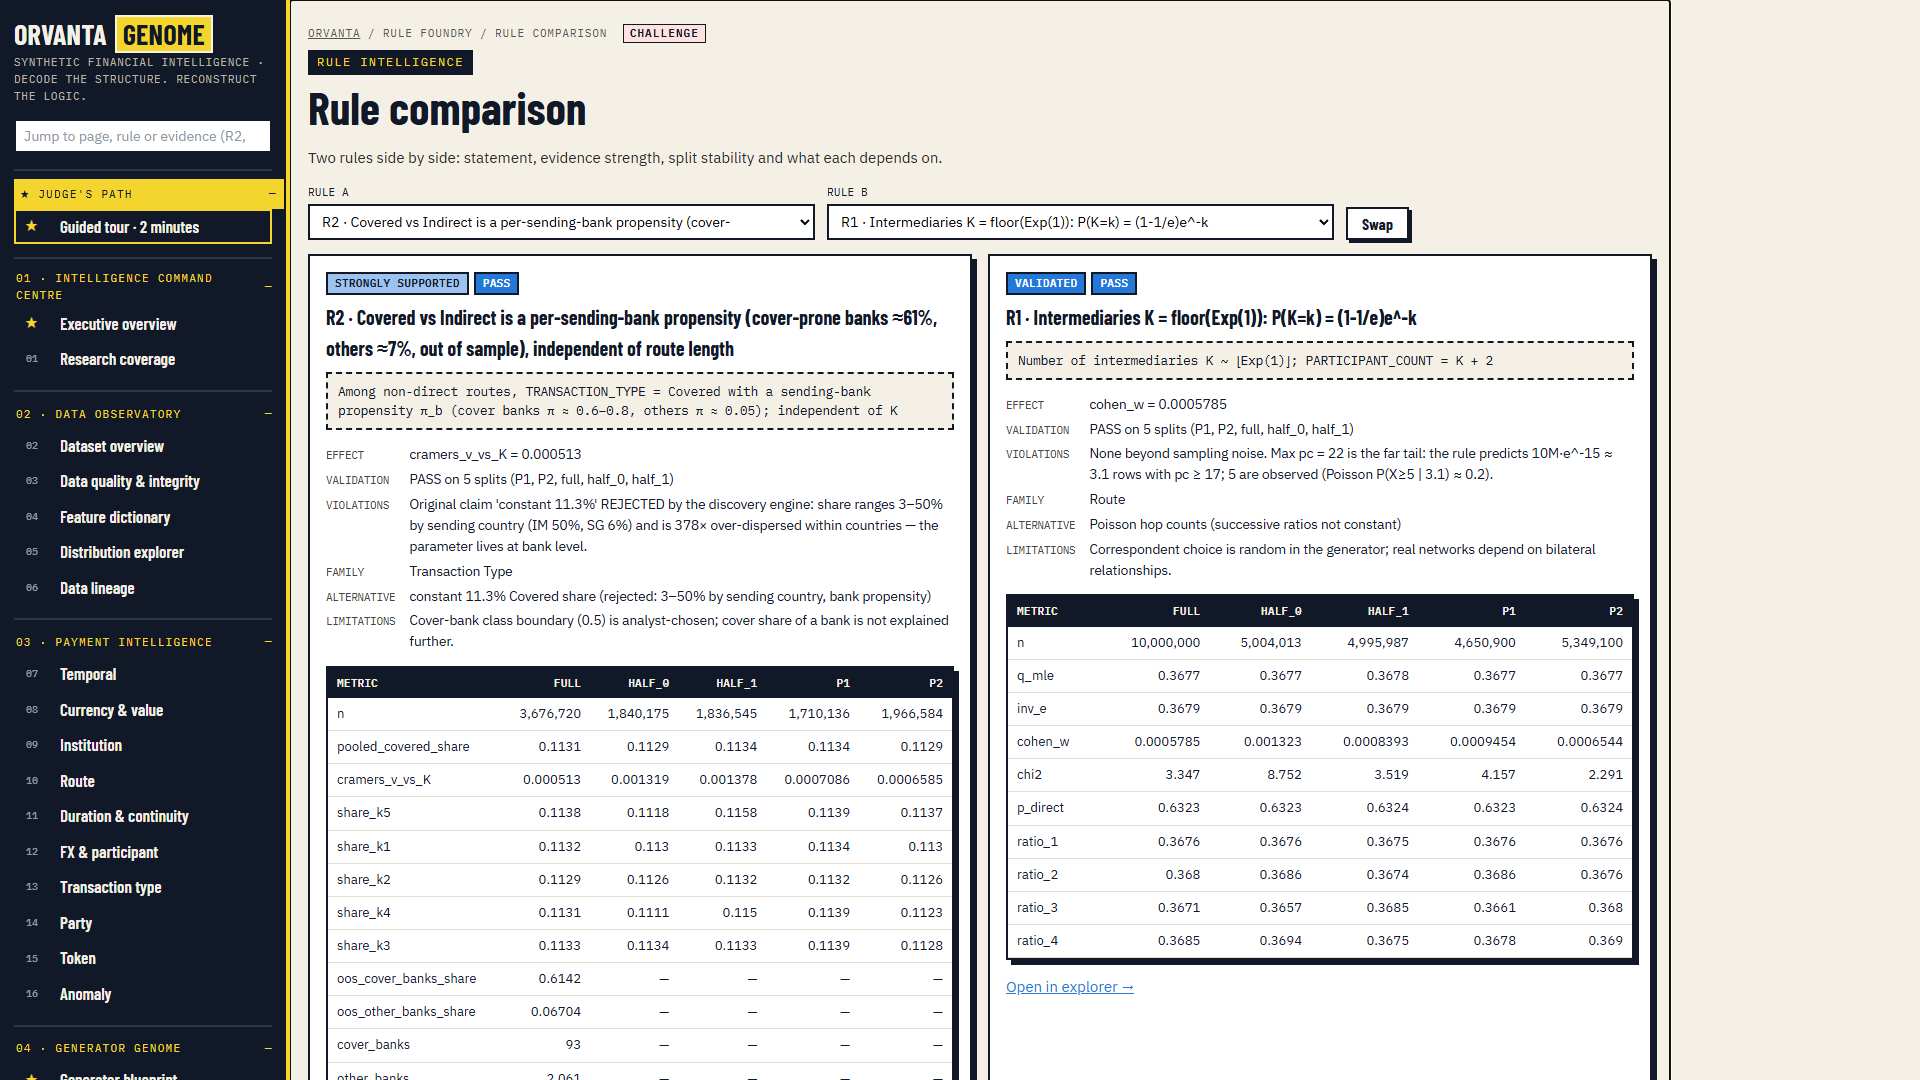 ORVANTA GENOME
SYNTHETIC FINANCIAL INTELLIGENCE ·
DECODE THE STRUCTURE. RECONSTRUCT
THE LOGIC.
Jump to page, rule or evidence (R2,
★ JUDGE'S PATH –
★ Guided tour · 2 minutes
01 · INTELLIGENCE COMMAND
CENTRE –
★ Executive overview
01 Research coverage
02 · DATA OBSERVATORY –
02 Dataset overview
03 Data quality & integrity
04 Feature dictionary
05 Distribution explorer
06 Data lineage
03 · PAYMENT INTELLIGENCE –
07 Temporal
08 Currency & value
09 Institution
10 Route
11 Duration & continuity
12 FX & participant
13 Transaction type
14 Party
15 Token
16 Anomaly
04 · GENERATOR GENOME –
★ Generator blueprint
ORVANTA / RULE FOUNDRY / RULE COMPARISON CHALLENGE
RULE INTELLIGENCE
Rule comparison
Two rules side by side: statement, evidence strength, split stability and what each depends on.
RULE A
R2 · Covered vs Indirect is a per-sending-bank propensity (cover-
RULE B
R1 · Intermediaries K = floor(Exp(1)): P(K=k) = (1-1/e)e^-k
Swap
STRONGLY SUPPORTED PASS
R2 · Covered vs Indirect is a per-sending-bank propensity (cover-prone banks ≈61%,
others ≈7%, out of sample), independent of route length
Among non-direct routes, TRANSACTION_TYPE = Covered with a sending-bank
propensity π_b (cover banks π ≈ 0.6–0.8, others π ≈ 0.05); independent of K
EFFECT cramers_v_vs_K = 0.000513
VALIDATION PASS on 5 splits (P1, P2, full, half_0, half_1)
VIOLATIONS Original claim 'constant 11.3%' REJECTED by the discovery engine: share ranges 3–50%
by sending country (IM 50%, SG 6%) and is 378× over-dispersed within countries — the
parameter lives at bank level.
FAMILY Transaction Type
ALTERNATIVE constant 11.3% Covered share (rejected: 3–50% by sending country, bank propensity)
LIMITATIONS Cover-bank class boundary (0.5) is analyst-chosen; cover share of a bank is not explained
further.
METRIC FULL HALF_0 HALF_1 P1 P2
n 3,676,720 1,840,175 1,836,545 1,710,136 1,966,584
pooled_covered_share 0.1131 0.1129 0.1134 0.1134 0.1129
cramers_v_vs_K 0.000513 0.001319 0.001378 0.0007086 0.0006585
share_k5 0.1138 0.1118 0.1158 0.1139 0.1137
share_k1 0.1132 0.113 0.1133 0.1134 0.113
share_k2 0.1129 0.1126 0.1132 0.1132 0.1126
share_k4 0.1131 0.1111 0.115 0.1139 0.1123
share_k3 0.1133 0.1134 0.1133 0.1139 0.1128
oos_cover_banks_share 0.6142 — — — —
oos_other_banks_share 0.06704 — — — —
cover_banks 93 — — — —
other_banks 2,061 — — — —
VALIDATED PASS
R1 · Intermediaries K = floor(Exp(1)): P(K=k) = (1-1/e)e^-k
Number of intermediaries K ~ ⌊Exp(1)⌋; PARTICIPANT_COUNT = K + 2
EFFECT cohen_w = 0.0005785
VALIDATION PASS on 5 splits (P1, P2, full, half_0, half_1)
VIOLATIONS None beyond sampling noise. Max pc = 22 is the far tail: the rule predicts 10M·e^-15 ≈
3.1 rows with pc ≥ 17; 5 are observed (Poisson P(X≥5 | 3.1) ≈ 0.2).
FAMILY Route
ALTERNATIVE Poisson hop counts (successive ratios not constant)
LIMITATIONS Correspondent choice is random in the generator; real networks depend on bilateral
relationships.
METRIC FULL HALF_0 HALF_1 P1 P2
n 10,000,000 5,004,013 4,995,987 4,650,900 5,349,100
q_mle 0.3677 0.3677 0.3678 0.3677 0.3677
inv_e 0.3679 0.3679 0.3679 0.3679 0.3679
cohen_w 0.0005785 0.001323 0.0008393 0.0009454 0.0006544
chi2 3.347 8.752 3.519 4.157 2.291
p_direct 0.6323 0.6323 0.6324 0.6323 0.6324
ratio_1 0.3676 0.3676 0.3675 0.3676 0.3676
ratio_2 0.368 0.3686 0.3674 0.3686 0.3676
ratio_3 0.3671 0.3657 0.3685 0.3661 0.368
ratio_4 0.3685 0.3694 0.3675 0.3678 0.369
Open in explorer →